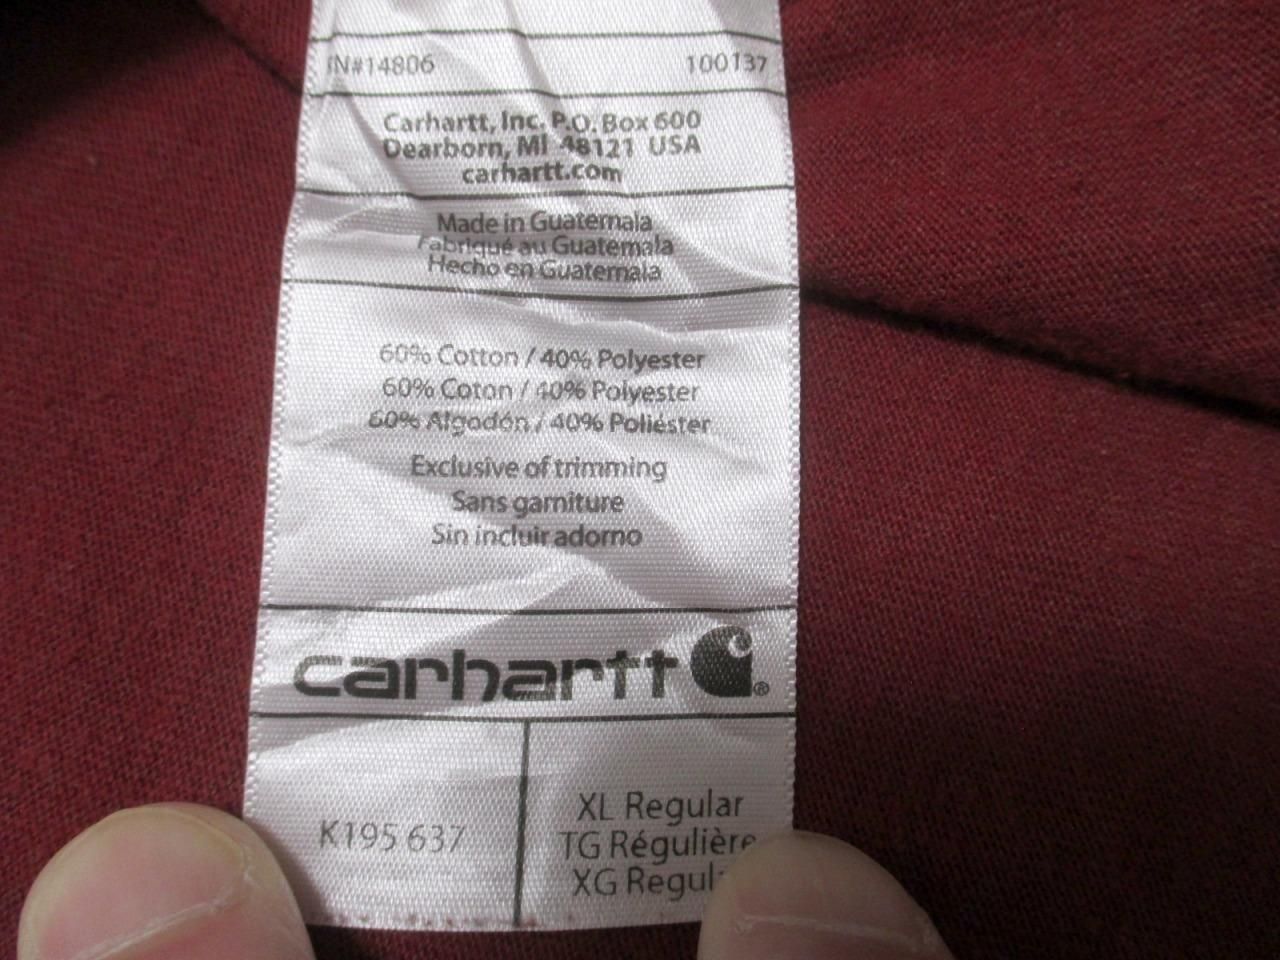 RN#14806 100137
Carhartt, Inc. P.O. Box 600
Dearborn, MI 48121 USA
carhartt.com
Made in Guatemala
Fabriqué au Guatemala
Hecho en Guatemala
60% Cotton / 40% Polyester
60% Coton / 40% Polyester
60% Algodón / 40% Poliéster
Exclusive of trimming
Sans garniture
Sin incluir adorno
carhartt®
K195 637
XL Regular
TG Régulière
XG Regul